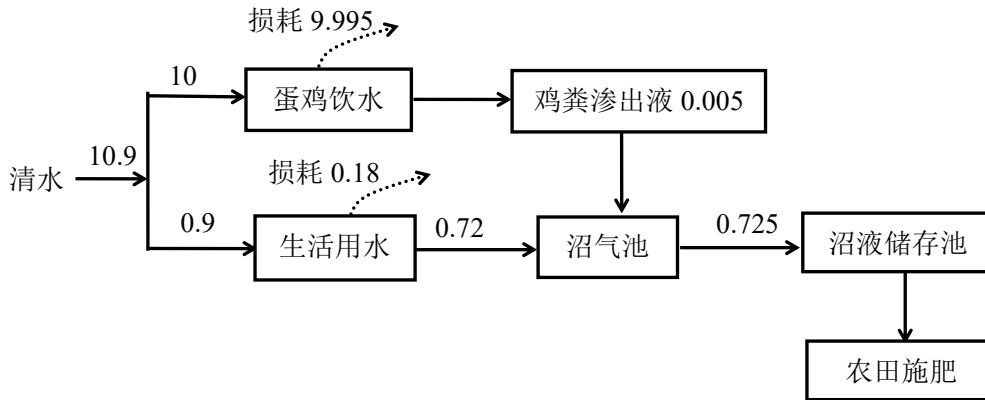 损耗 9.995
10
蛋鸡饮水
鸡粪渗出液 0.005
清水
10.9
损耗 0.18
0.9
生活用水
0.72
沼气池
0.725
沼液储存池
农田施肥